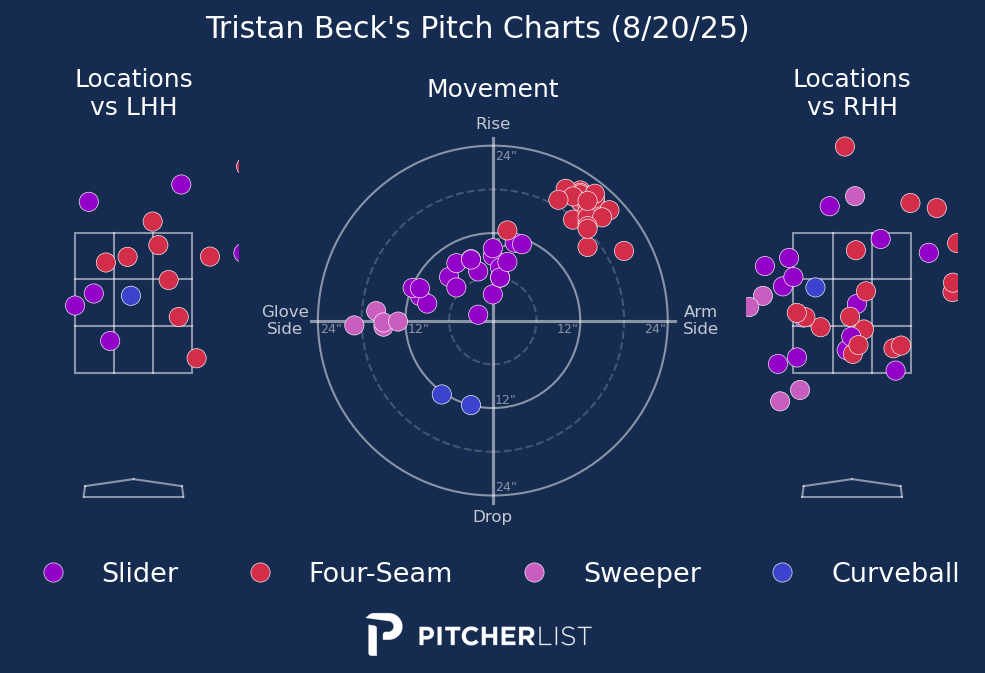 Tristan Beck's Pitch Charts (8/20/25)
Locations
vs LHH
Movement
Locations
vs RHH
Rise
24"
Glove
Side
24"
12"
12"
24"
Arm
Side
12"
24"
Drop
Slider
Four-Seam
Sweeper
Curveball
PITCHERLIST